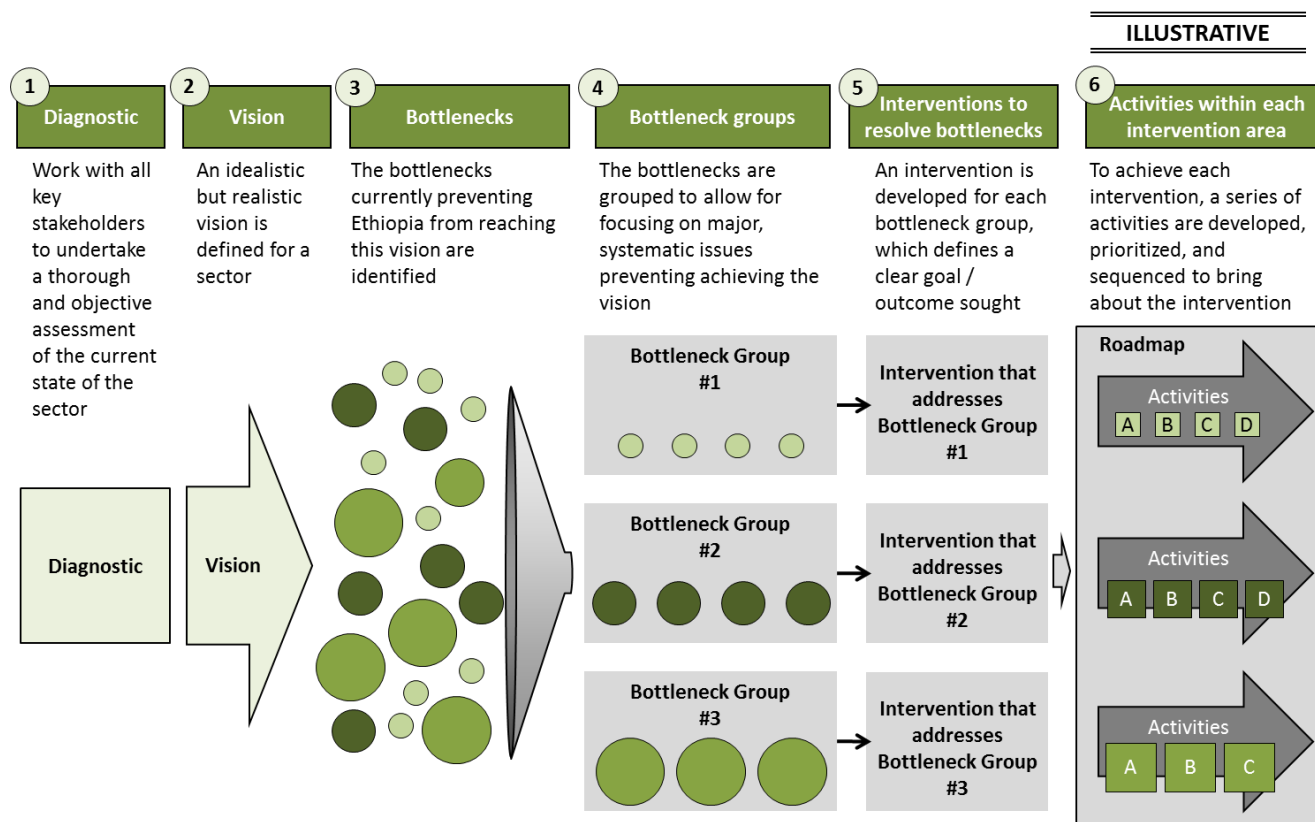 ILLUSTRATIVE
1
Diagnostic
Work with all
key
stakeholders
to undertake
a thorough
and objective
assessment
of the current
state of the
sector
2
Vision
An idealistic
but realistic
vision is
defined for a
sector
3
Bottlenecks
The bottlenecks
currently preventing
Ethiopia from reaching
this vision are
identified
4
Bottleneck groups
The bottlenecks are
grouped to allow for
focusing on major,
systematic issues
preventing achieving the
vision
5
Interventions to
resolve bottlenecks
An intervention is
developed for each
bottleneck group,
which defines a
clear goal /
outcome sought
6
Activities within each
intervention area
To achieve each
intervention, a series of
activities are developed,
prioritized, and
sequenced to bring
about the intervention
Diagnostic
Vision
Bottleneck Group
#1
Bottleneck Group
#2
Bottleneck Group
#3
Intervention that
addresses
Bottleneck Group
#1
Intervention that
addresses
Bottleneck Group
#2
Intervention that
addresses
Bottleneck Group
#3
Roadmap
Activities
A B C D
Activities
A B C D
Activities
A B C